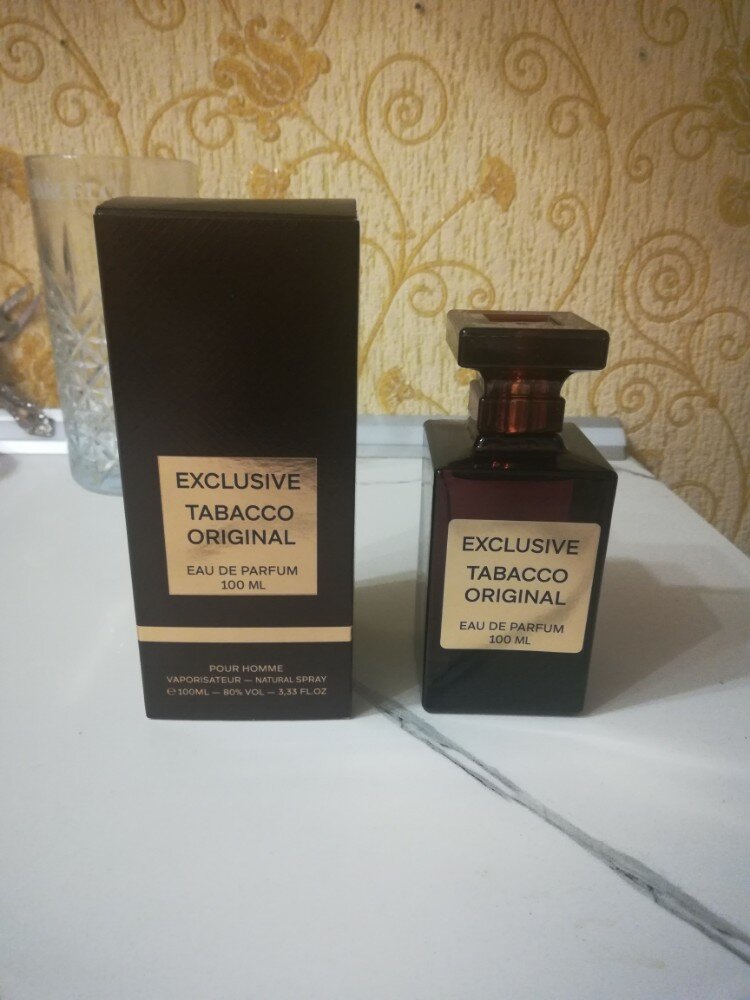 EXCLUSIVE
TABACCO
ORIGINAL
EAU DE PARFUM
100 ML
POUR HOMME
VAPORISATEUR — NATURAL SPRAY
℮ 100ML — 80% VOL — 3,33 FL.OZ
EXCLUSIVE
TABACCO
ORIGINAL
EAU DE PARFUM
100 ML